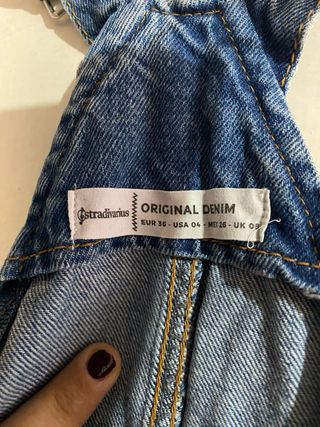 stradivarius
ORIGINAL DENIM
EUR 36 - USA 04 - MEX 26 - UK 08